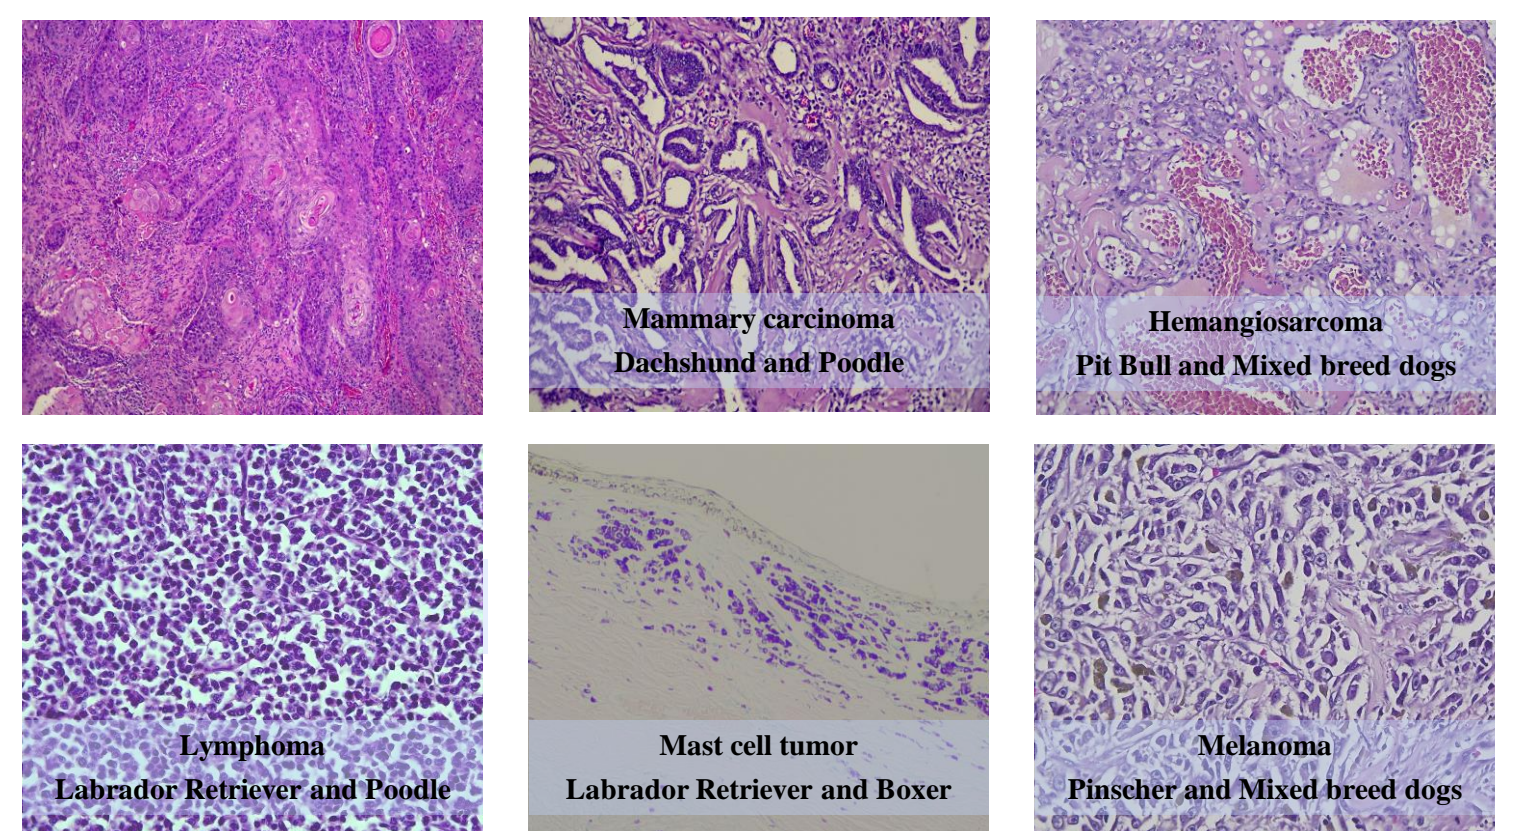 Mammary carcinoma
Dachshund and Poodle
Hemangiosarcoma
Pit Bull and Mixed breed dogs
Lymphoma
Labrador Retriever and Poodle
Mast cell tumor
Labrador Retriever and Boxer
Melanoma
Pinscher and Mixed breed dogs